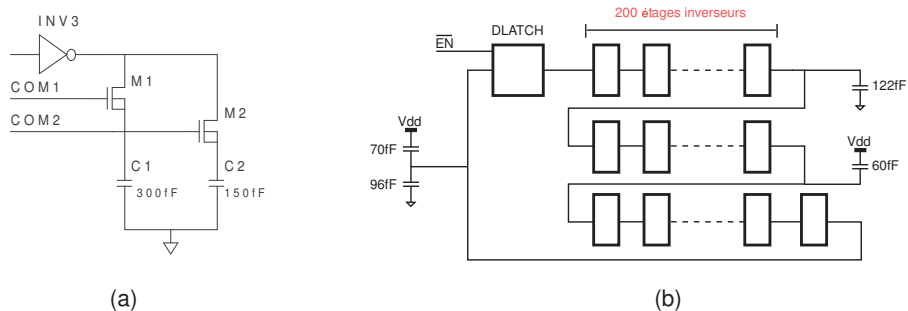 INV3
COM1
M1
COM2
M2
C1
300fF
C2
150fF
(a)
200 étages inverseurs
DLATCH
EN
122fF
Vdd
70fF
96fF
Vdd
60fF
(b)